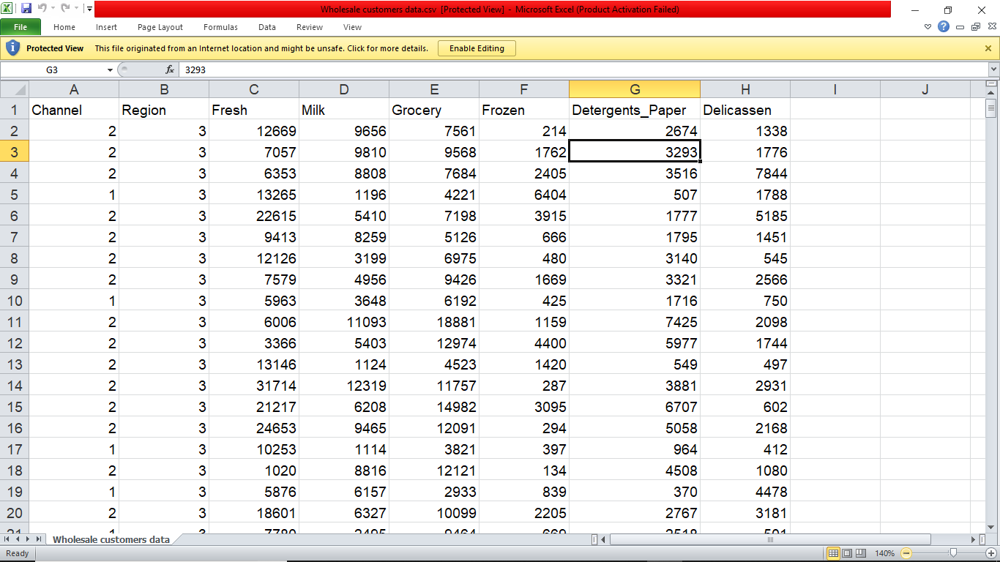 Wholesale customers data.csv [Protected View] - Microsoft Excel (Product Activation Failed)
File Home Insert Page Layout Formulas Data Review View
Protected View This file originated from an Internet location and might be unsafe. Click for more details. Enable Editing
G3 fx 3293
A B C D E F G H I J
1 Channel Region Fresh Milk Grocery Frozen Detergents_Paper Delicassen
2 2 3 12669 9656 7561 214 2674 1338
3 2 3 7057 9810 9568 1762 3293 1776
4 2 3 6353 8808 7684 2405 3516 7844
5 1 3 13265 1196 4221 6404 507 1788
6 2 3 22615 5410 7198 3915 1777 5185
7 2 3 9413 8259 5126 666 1795 1451
8 2 3 12126 3199 6975 480 3140 545
9 2 3 7579 4956 9426 1669 3321 2566
10 1 3 5963 3648 6192 425 1716 750
11 2 3 6006 11093 18881 1159 7425 2098
12 2 3 3366 5403 12974 4400 5977 1744
13 2 3 13146 1124 4523 1420 549 497
14 2 3 31714 12319 11757 287 3881 2931
15 2 3 21217 6208 14982 3095 6707 602
16 2 3 24653 9465 12091 294 5058 2168
17 1 3 10253 1114 3821 397 964 412
18 2 3 1020 8816 12121 134 4508 1080
19 1 3 5876 6157 2933 839 370 4478
20 2 3 18601 6327 10099 2205 2767 3181
Wholesale customers data
Ready 140%